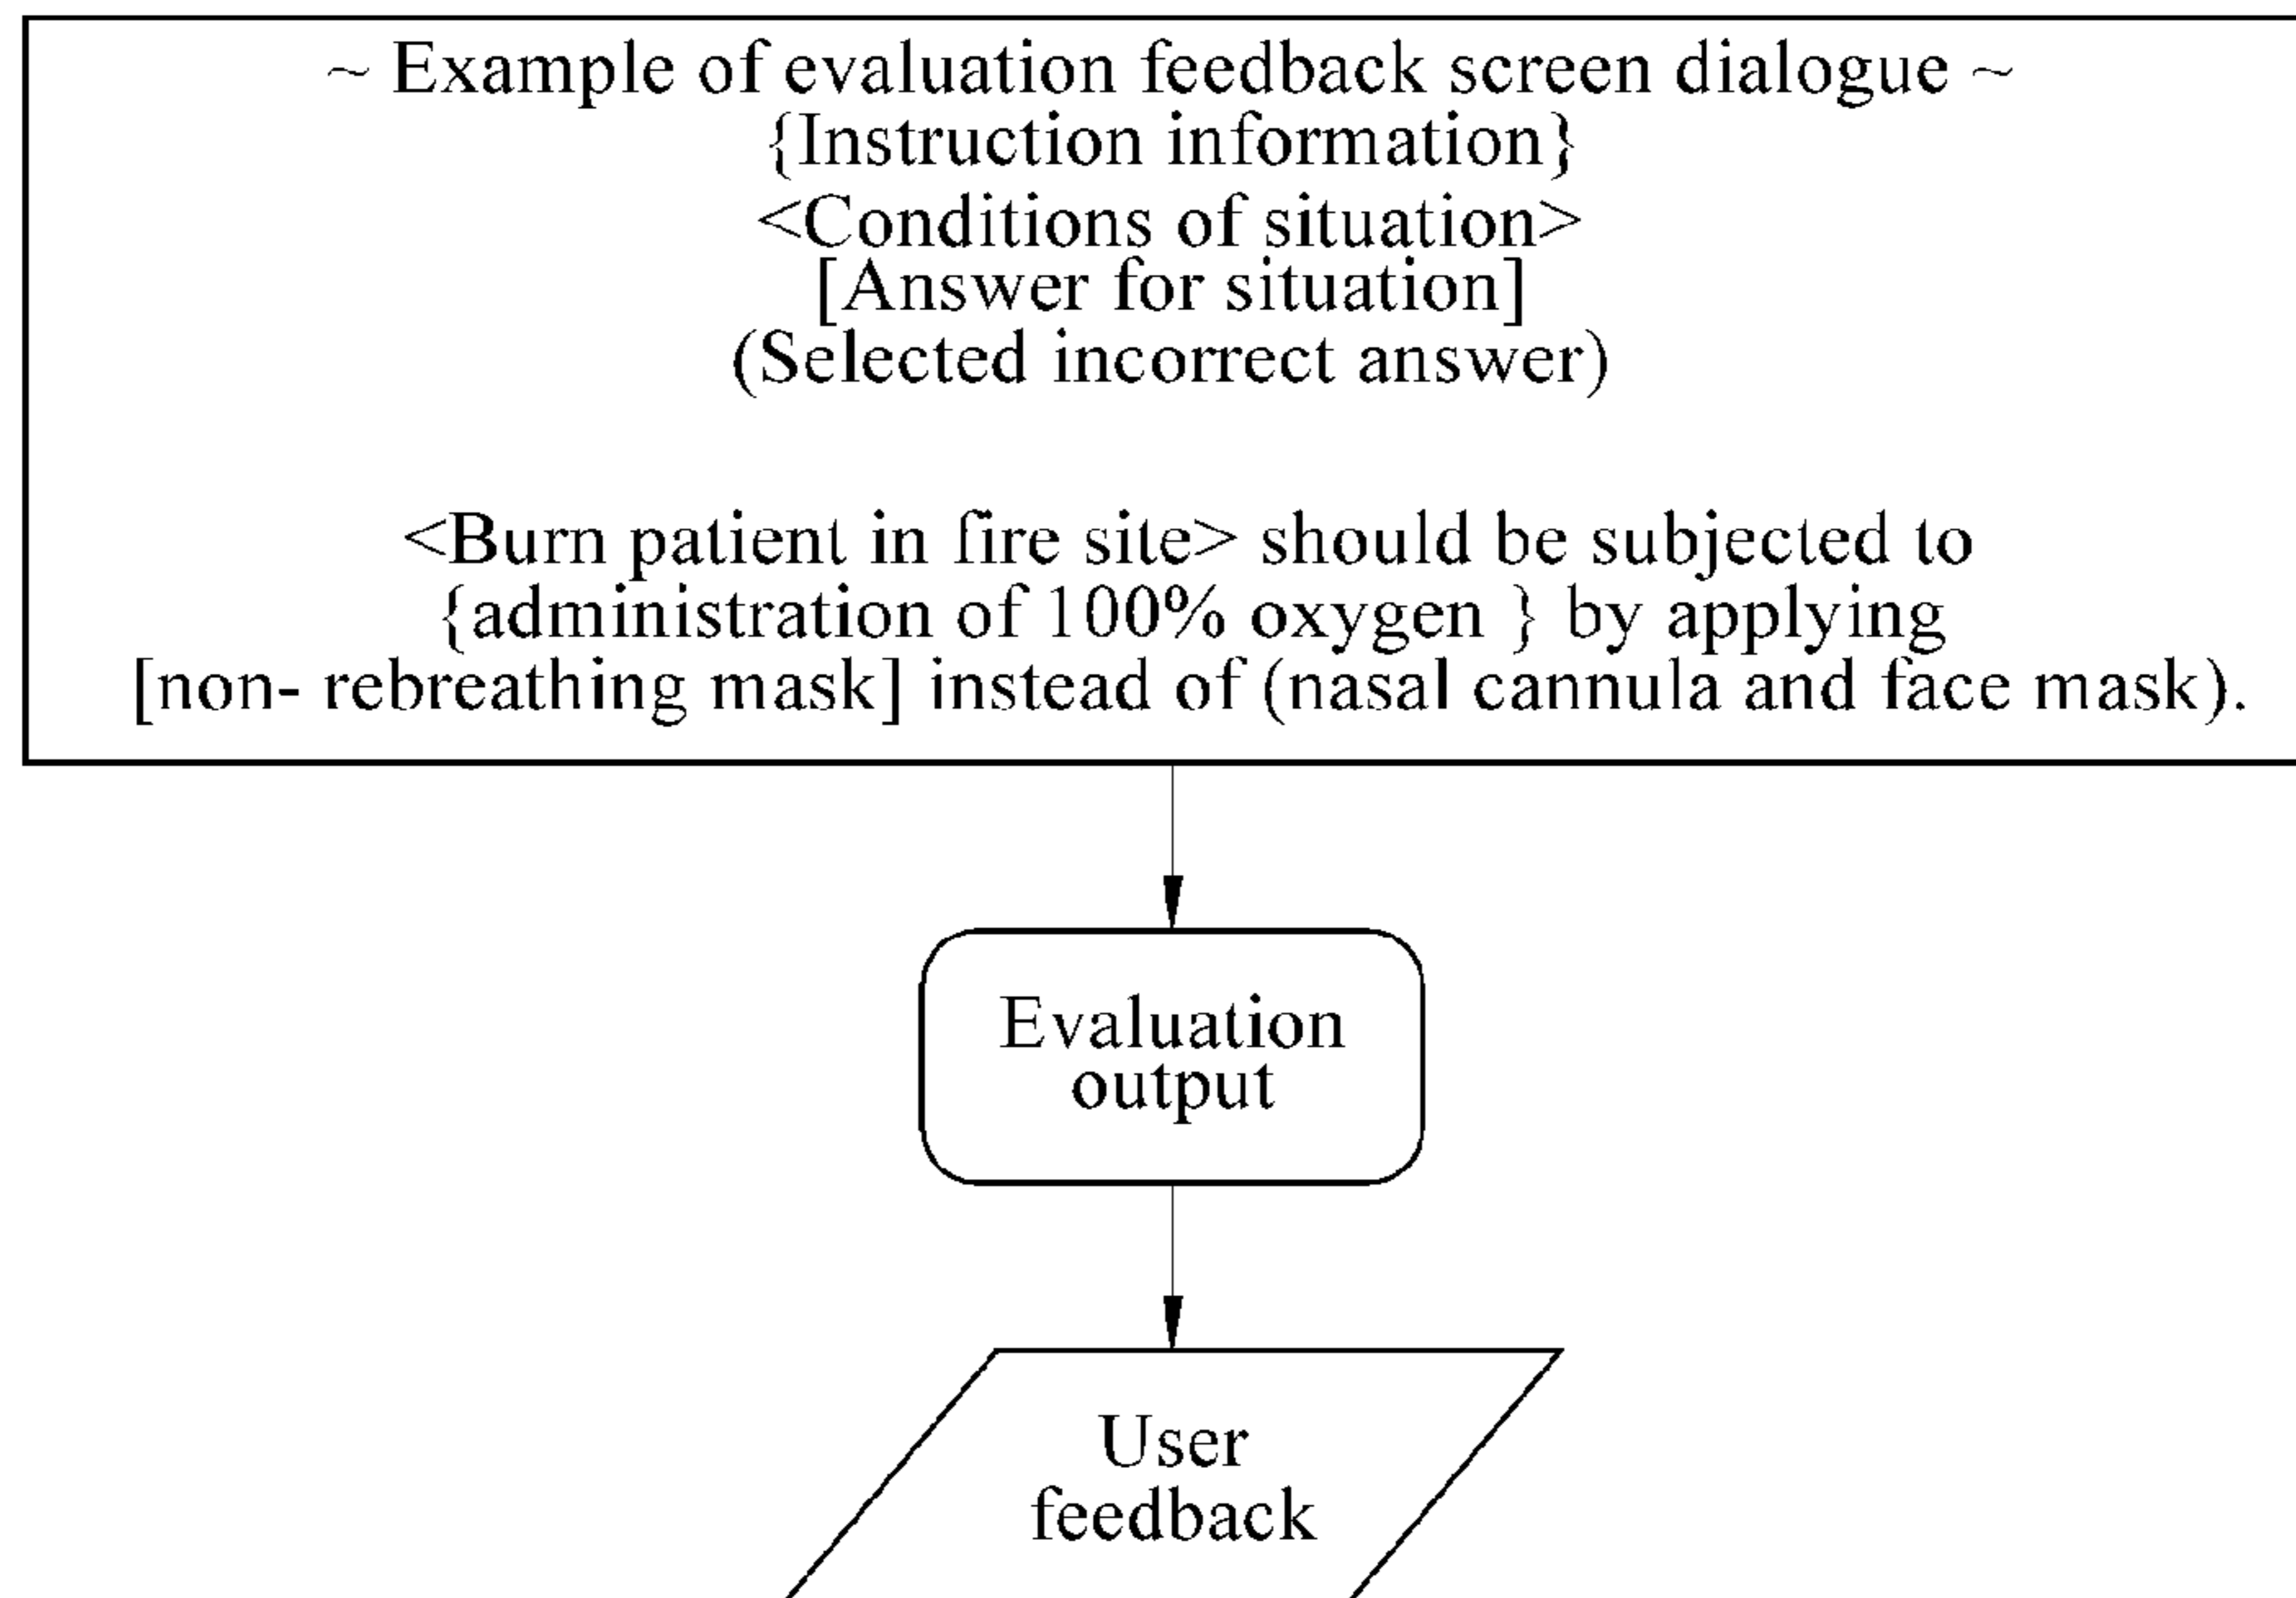 ~ Example of evaluation feedback screen dialogue ~
{Instruction information}
<Conditions of situation>
[Answer for situation]
(Selected incorrect answer)
<Burn patient in fire site> should be subjected to
{administration of 100% oxygen } by applying
[non- rebreathing mask] instead of (nasal cannula and face mask).
Evaluation
output
User
feedback